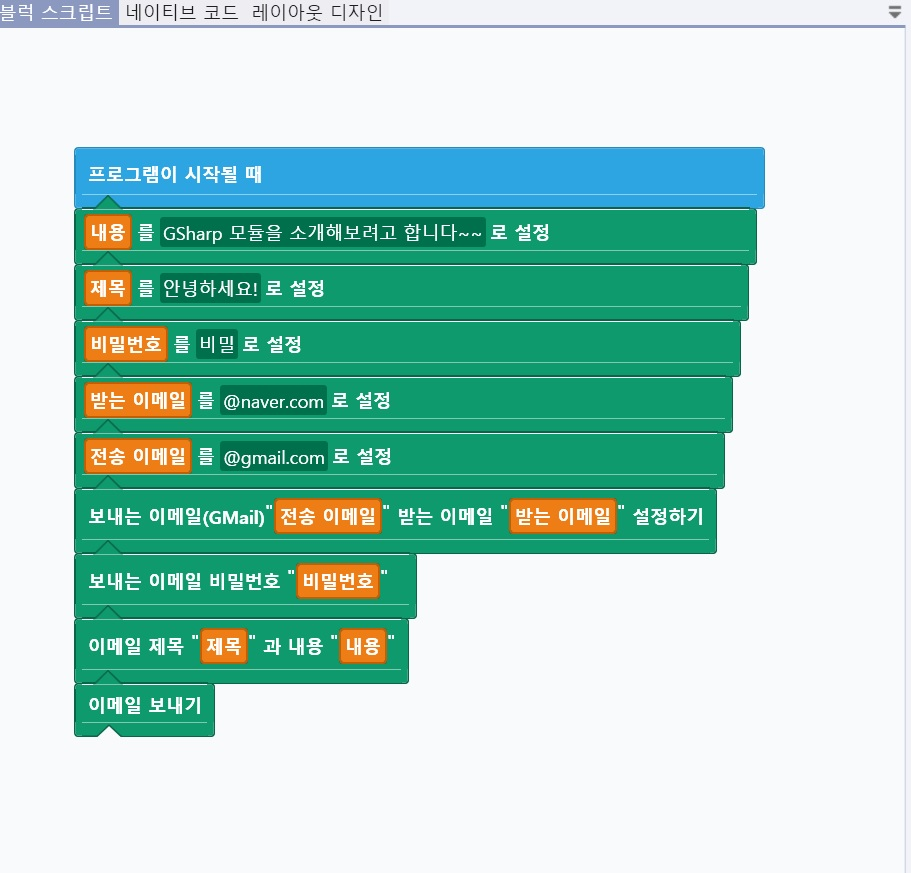 블럭 스크립트 네이티브 코드 레이아웃 디자인
프로그램이 시작될 때
내용 를 GSharp 모듈을 소개해보려고 합니다~~ 로 설정
제목 를 안녕하세요! 로 설정
비밀번호 를 비밀 로 설정
받는 이메일 를 @naver.com 로 설정
전송 이메일 를 @gmail.com 로 설정
보내는 이메일(GMail)"전송 이메일" 받는 이메일 "받는 이메일" 설정하기
보내는 이메일 비밀번호 "비밀번호"
이메일 제목 "제목" 과 내용 "내용"
이메일 보내기